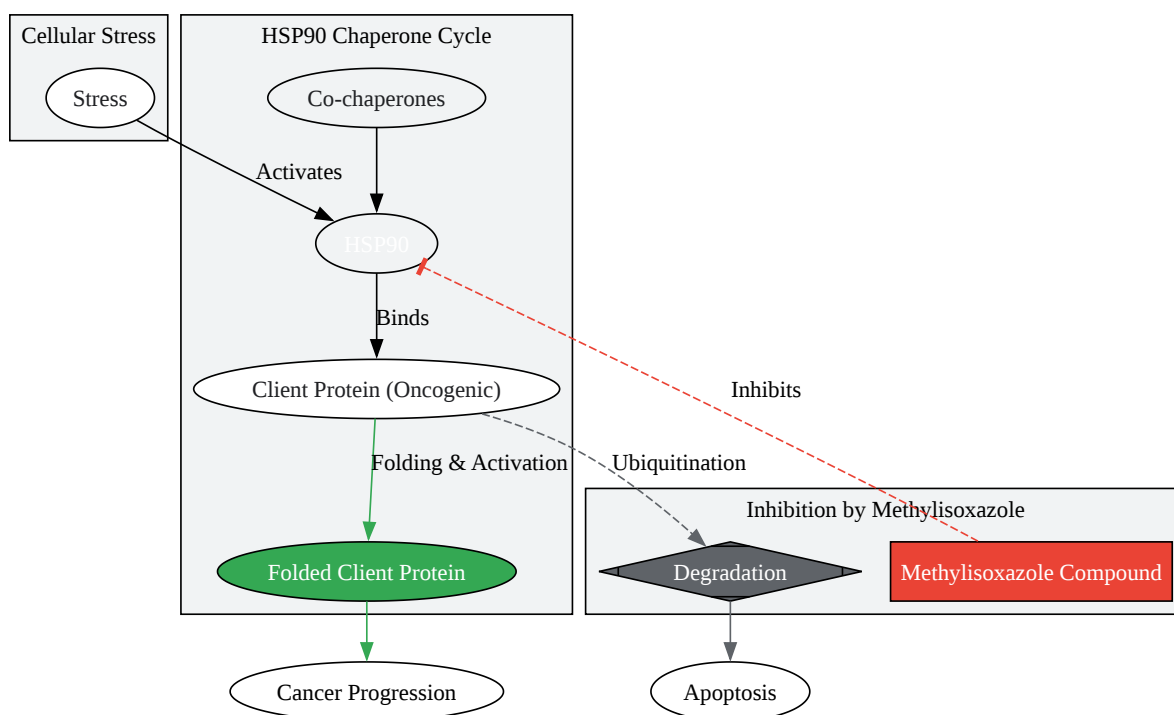 Cellular Stress
HSP90 Chaperone Cycle
Stress
Co-chaperones
Activates
HSP90
Binds
Client Protein (Oncogenic)
Inhibits
Folding & Activation
Ubiquitination
Inhibition by Methylisoxazole
Folded Client Protein
Degradation
Methylisoxazole Compound
Cancer Progression
Apoptosis